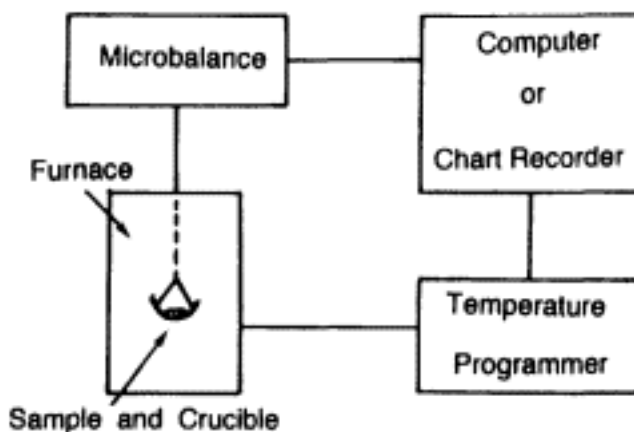 Microbalance
Computer
or
Chart Recorder
Furnace
Temperature
Programmer
Sample and Crucible